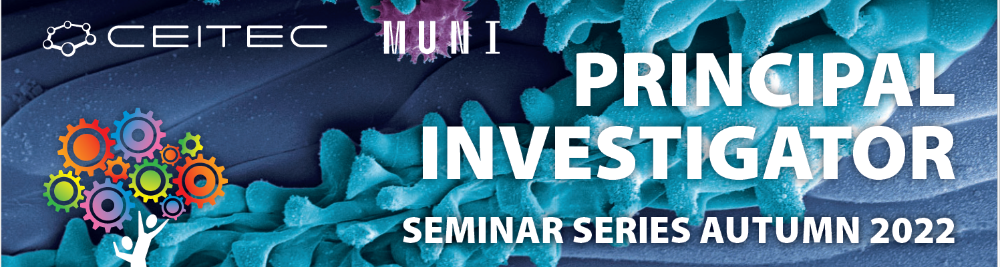 CEITEC
MUNI
PRINCIPAL
INVESTIGATOR
SEMINAR SERIES AUTUMN 2022